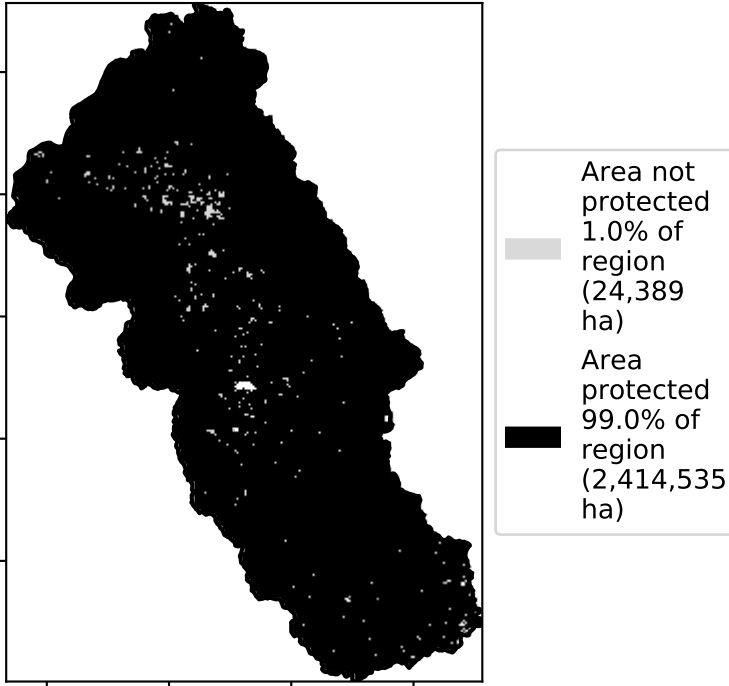 Area not
protected
1.0% of
region
(24,389
ha)
Area
protected
99.0% of
region
(2,414,535
ha)